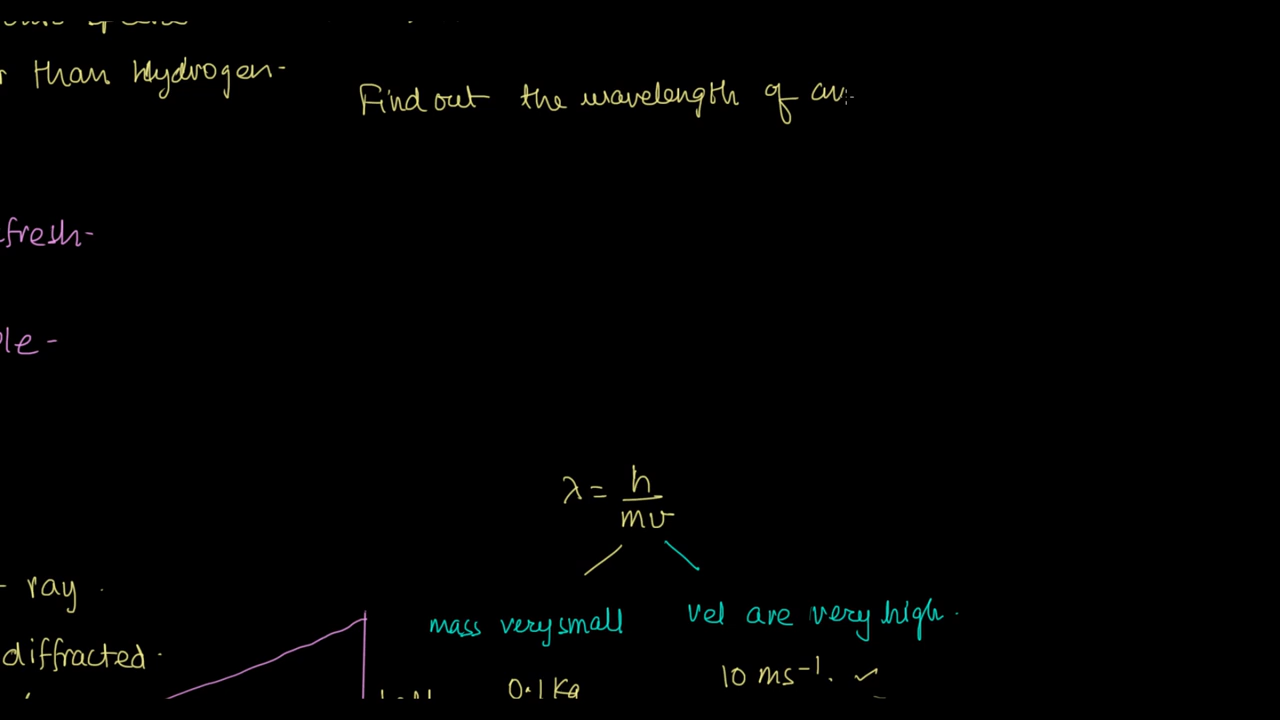 than Hydrogen-
Find out the wavelength of an
fresh-
λ = h/mv
ray
diffracted.
mass very small
vel are very high.
0.1 Kg
10 ms⁻¹. ✓